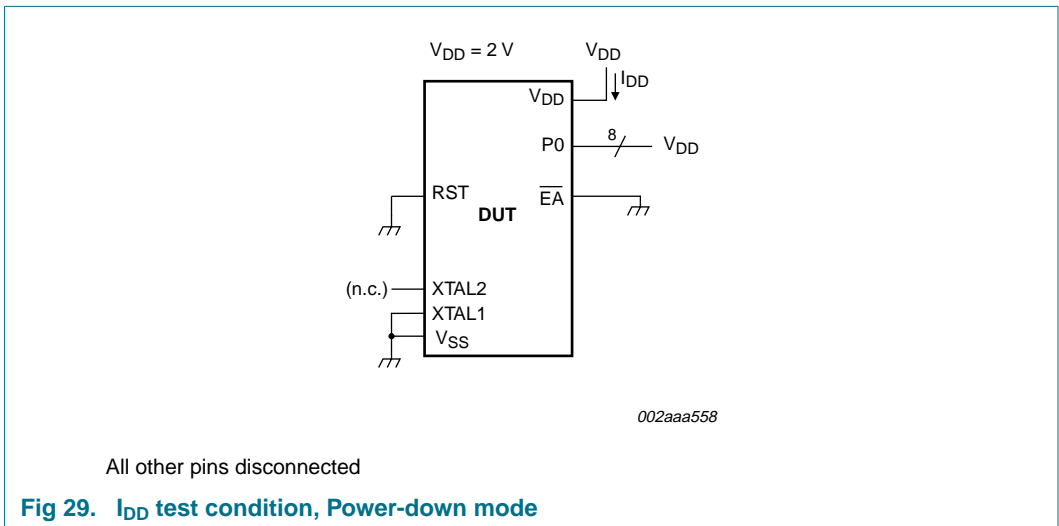 V_DD = 2 V
V_DD
I_DD
V_DD
P0
8
V_DD
RST
E̅A̅
DUT
(n.c.)
XTAL2
XTAL1
V_SS
002aaa558
All other pins disconnected
Fig 29. I_DD test condition, Power-down mode